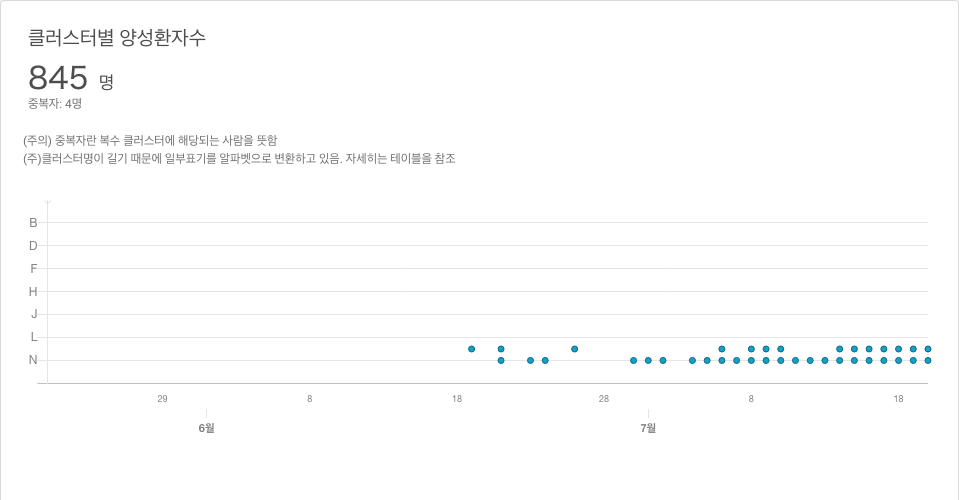 클러스터별 양성환자수
845 명
중복자: 4명
(주의) 중복자란 복수 클러스터에 해당되는 사람을 뜻함
(주)클러스터명이 길기 때문에 일부표기를 알파벳으로 변환하고 있음. 자세히는 테이블을 참조
B
D
F
H
J
L
N
29 8 18 28 8 18
6월 7월